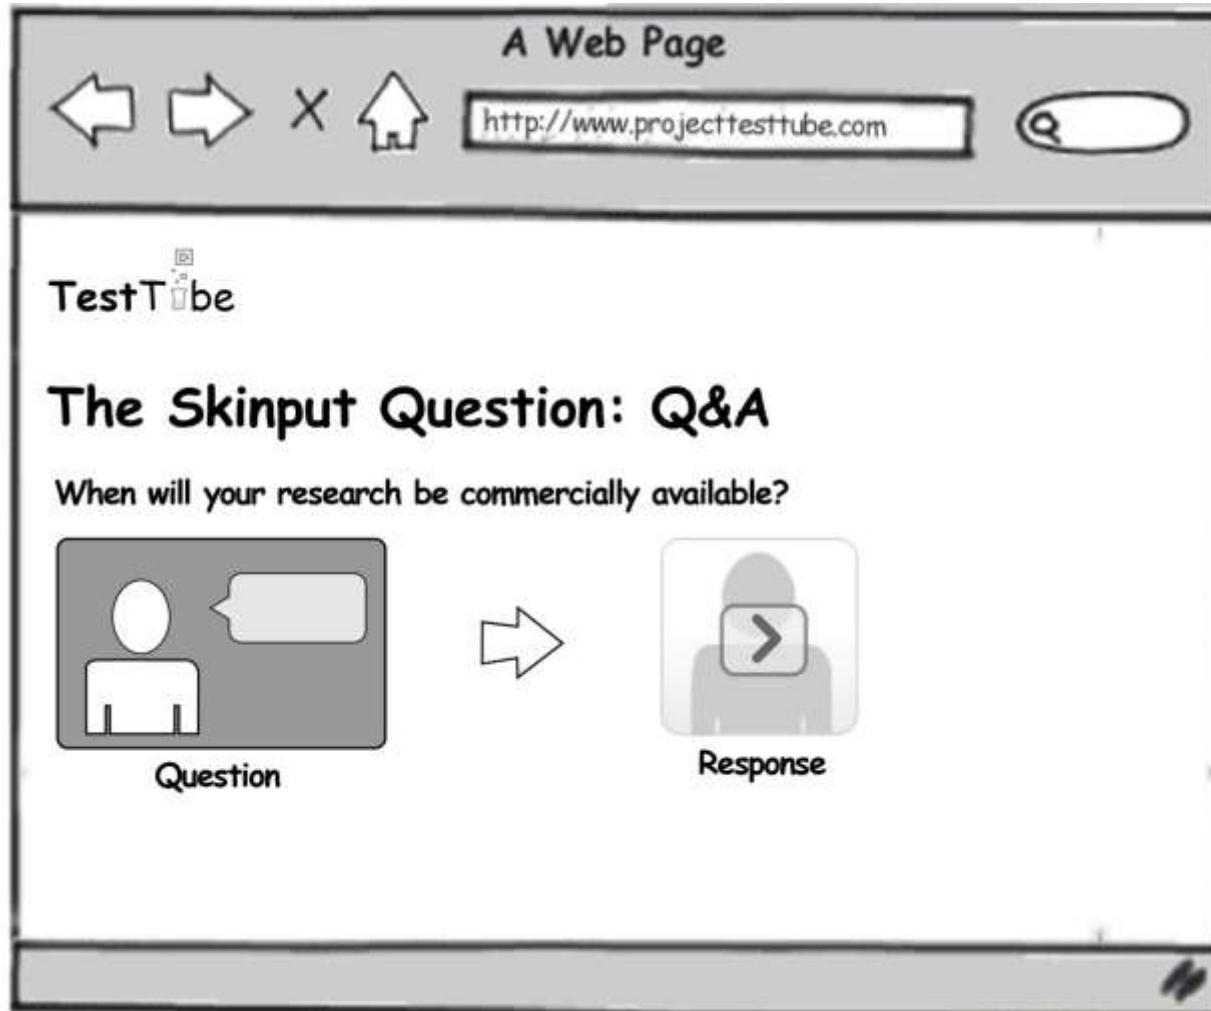 A Web Page
http://www.projecttesttube.com
TestTube
The Skinput Question: Q&A
When will your research be commercially available?
Question
Response